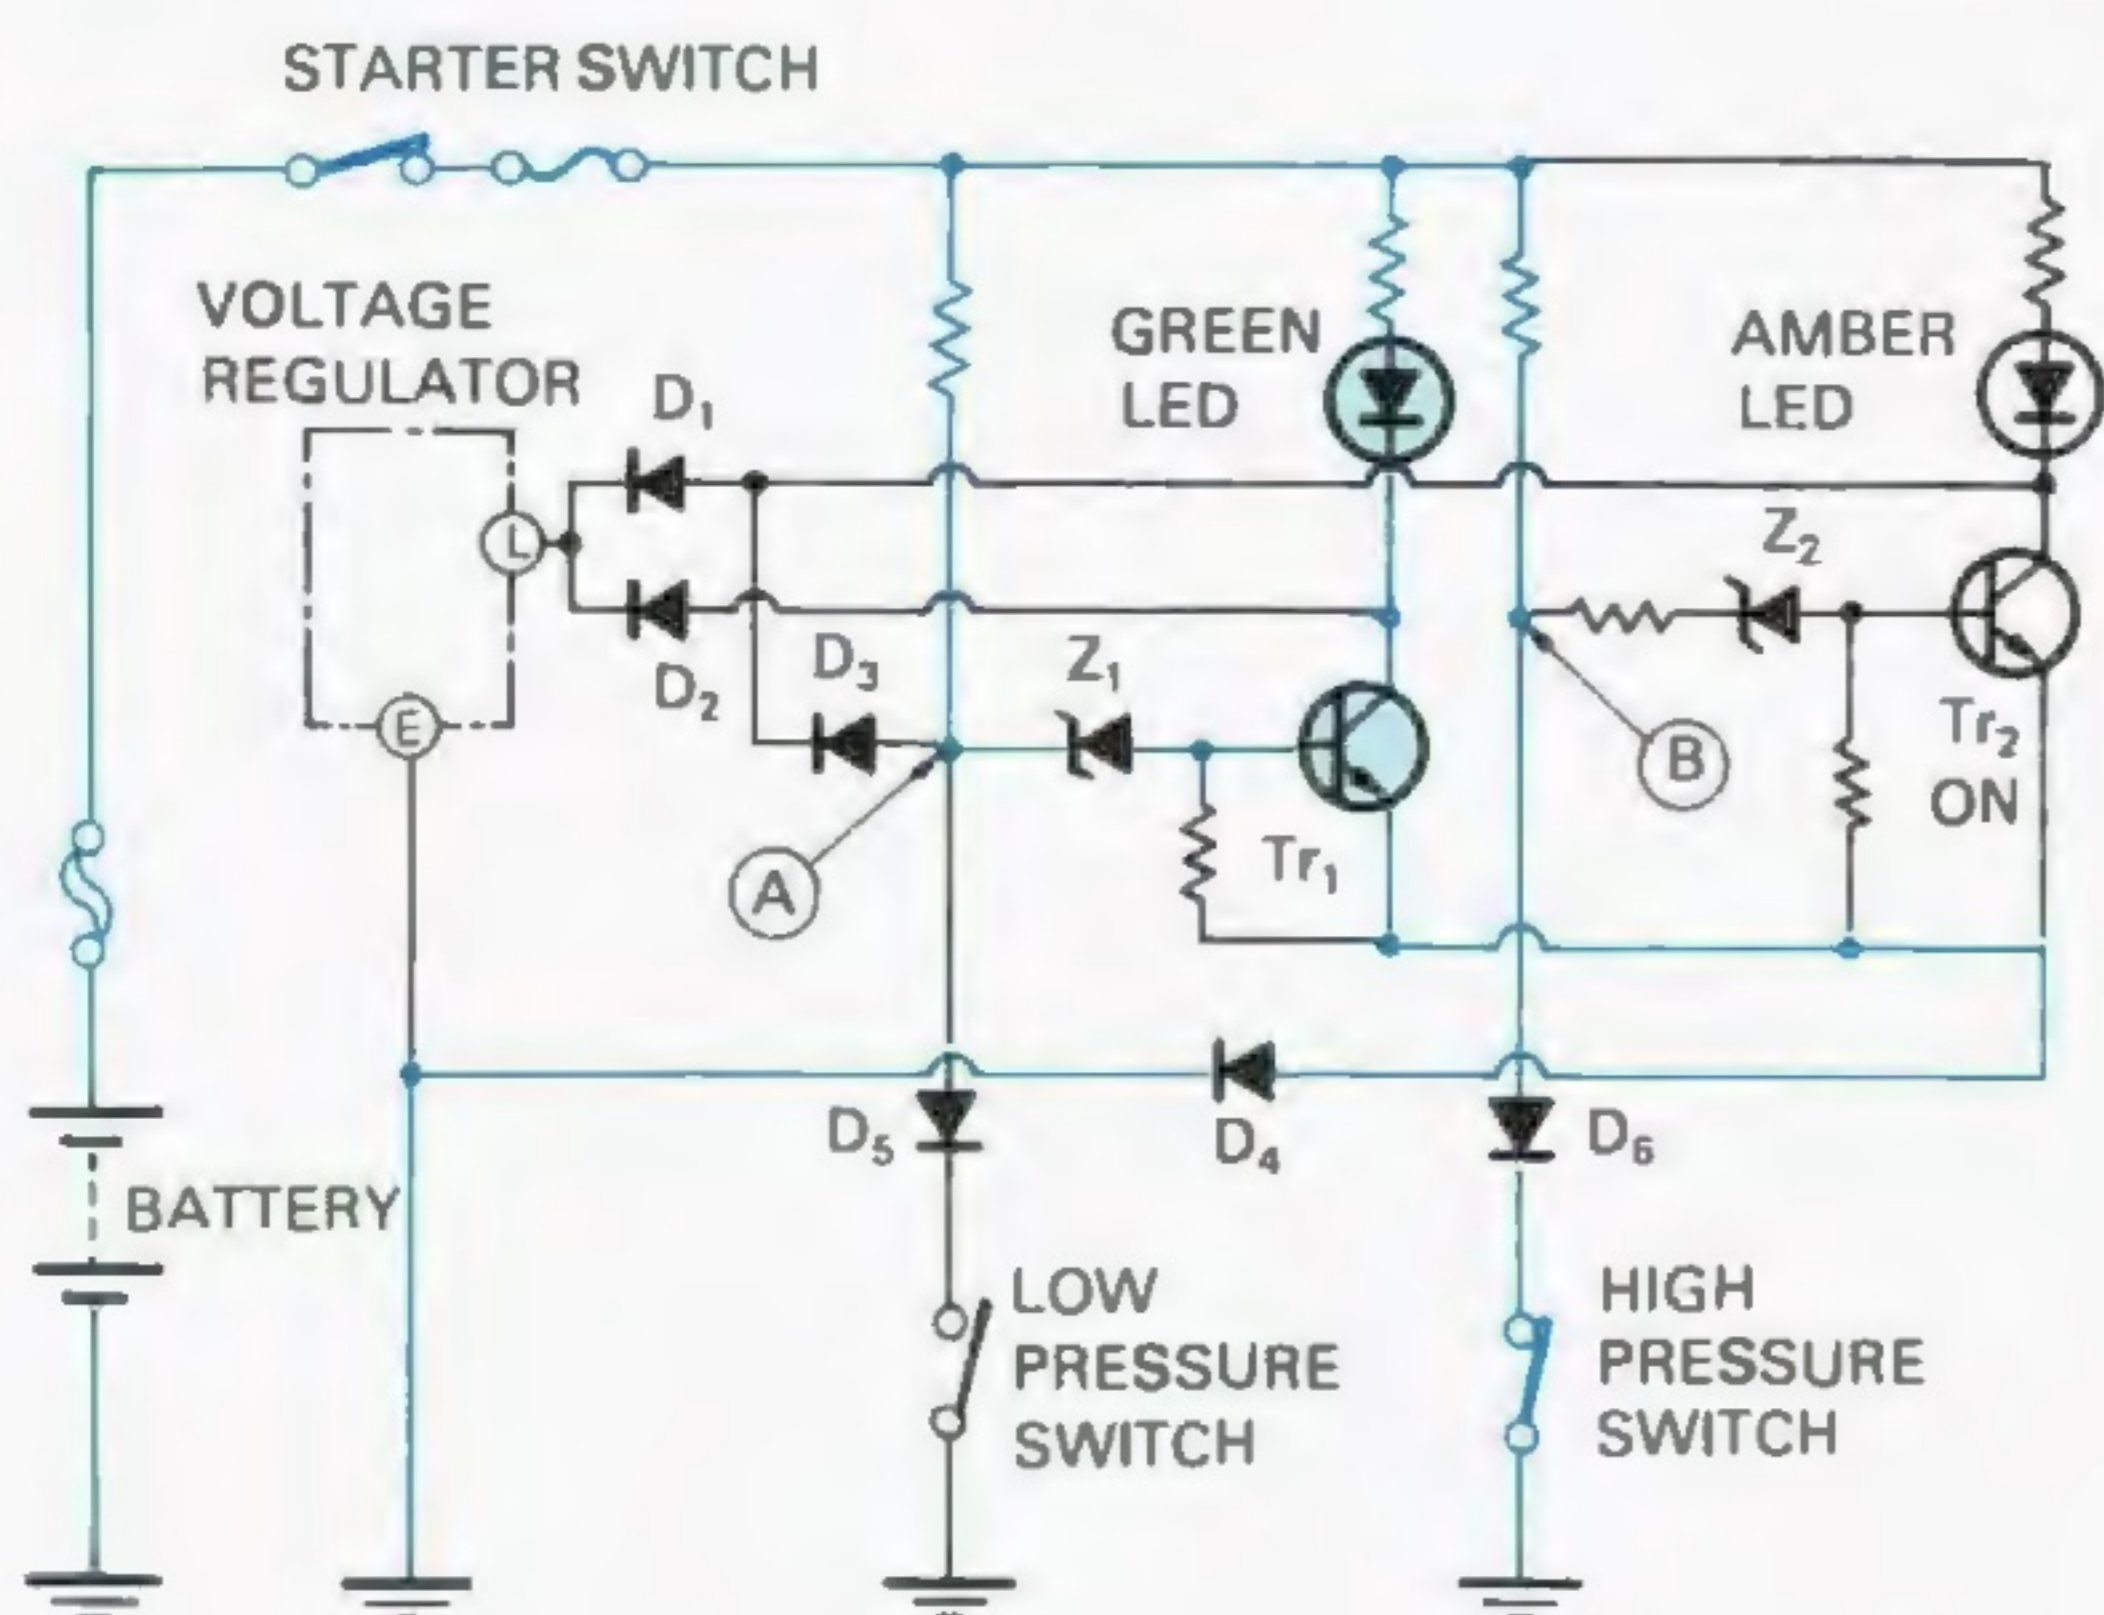 STARTER SWITCH
VOLTAGE
REGULATOR
D₁
GREEN
LED
AMBER
LED
L
Z₂
D₂
D₃
Z₁
E
B
Tr₂
ON
A
Tr₁
D₅
D₄
D₆
BATTERY
LOW
PRESSURE
SWITCH
HIGH
PRESSURE
SWITCH